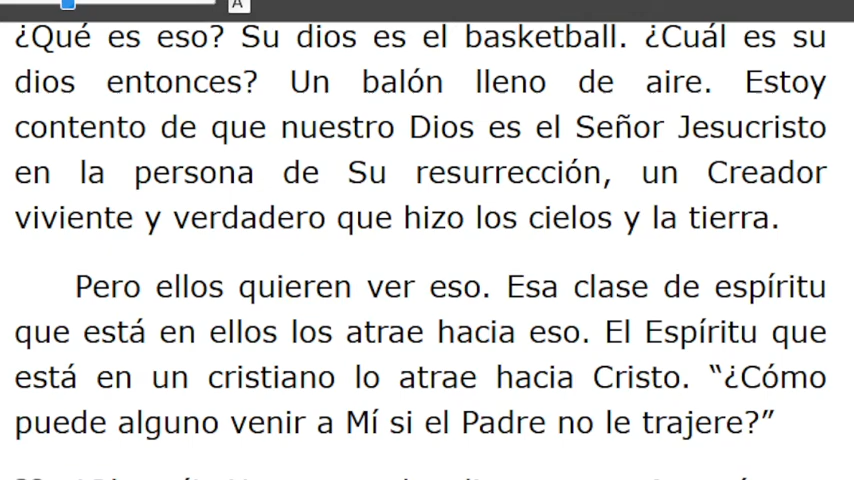 A
¿Qué es eso? Su dios es el basketball. ¿Cuál es su
dios entonces? Un balón lleno de aire. Estoy
contento de que nuestro Dios es el Señor Jesucristo
en la persona de Su resurrección, un Creador
viviente y verdadero que hizo los cielos y la tierra.
Pero ellos quieren ver eso. Esa clase de espíritu
que está en ellos los atrae hacia eso. El Espíritu que
está en un cristiano lo atrae hacia Cristo. “¿Cómo
puede alguno venir a Mí si el Padre no le trajere?”